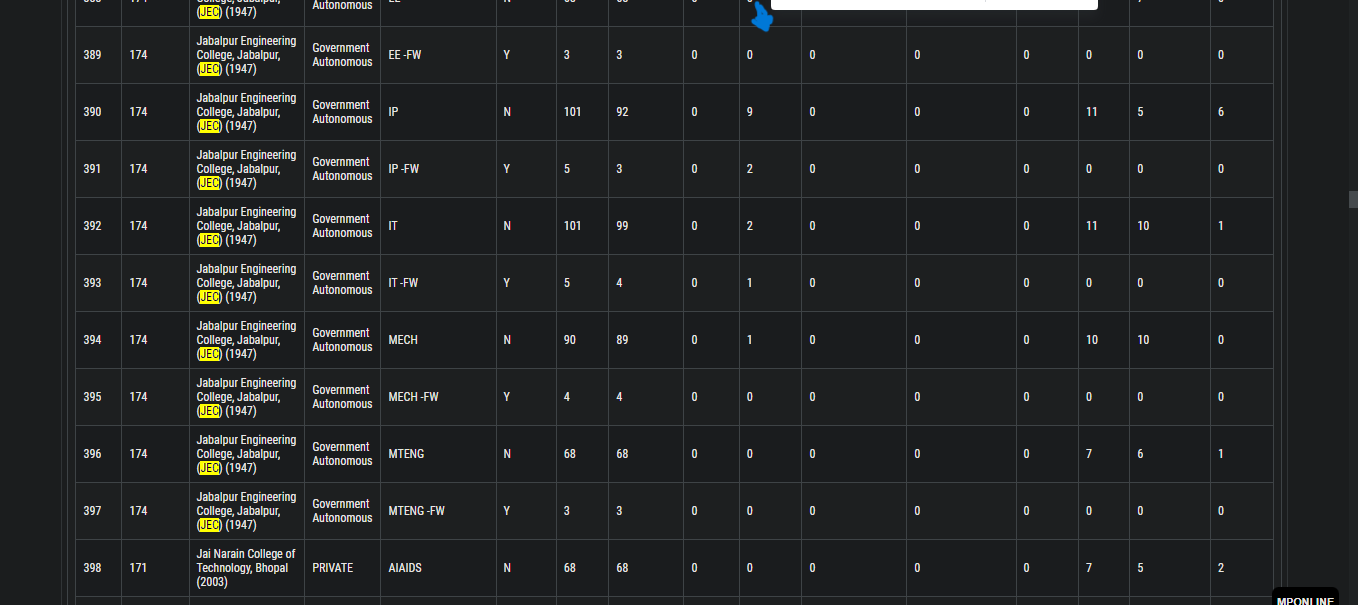 College, Jabalpur,
(JEC) (1947)
Autonomous
389 174 Jabalpur Engineering College, Jabalpur, (JEC) (1947) Government Autonomous EE -FW Y 3 3 0 0 0 0 0 0 0 0
390 174 Jabalpur Engineering College, Jabalpur, (JEC) (1947) Government Autonomous IP N 101 92 0 9 0 0 0 11 5 6
391 174 Jabalpur Engineering College, Jabalpur, (JEC) (1947) Government Autonomous IP -FW Y 5 3 0 2 0 0 0 0 0 0
392 174 Jabalpur Engineering College, Jabalpur, (JEC) (1947) Government Autonomous IT N 101 99 0 2 0 0 0 11 10 1
393 174 Jabalpur Engineering College, Jabalpur, (JEC) (1947) Government Autonomous IT -FW Y 5 4 0 1 0 0 0 0 0 0
394 174 Jabalpur Engineering College, Jabalpur, (JEC) (1947) Government Autonomous MECH N 90 89 0 1 0 0 0 10 10 0
395 174 Jabalpur Engineering College, Jabalpur, (JEC) (1947) Government Autonomous MECH -FW Y 4 4 0 0 0 0 0 0 0 0
396 174 Jabalpur Engineering College, Jabalpur, (JEC) (1947) Government Autonomous MTENG N 68 68 0 0 0 0 0 7 6 1
397 174 Jabalpur Engineering College, Jabalpur, (JEC) (1947) Government Autonomous MTENG -FW Y 3 3 0 0 0 0 0 0 0 0
398 171 Jai Narain College of Technology, Bhopal (2003) PRIVATE AIAIDS N 68 68 0 0 0 0 0 7 5 2
MPONLINE